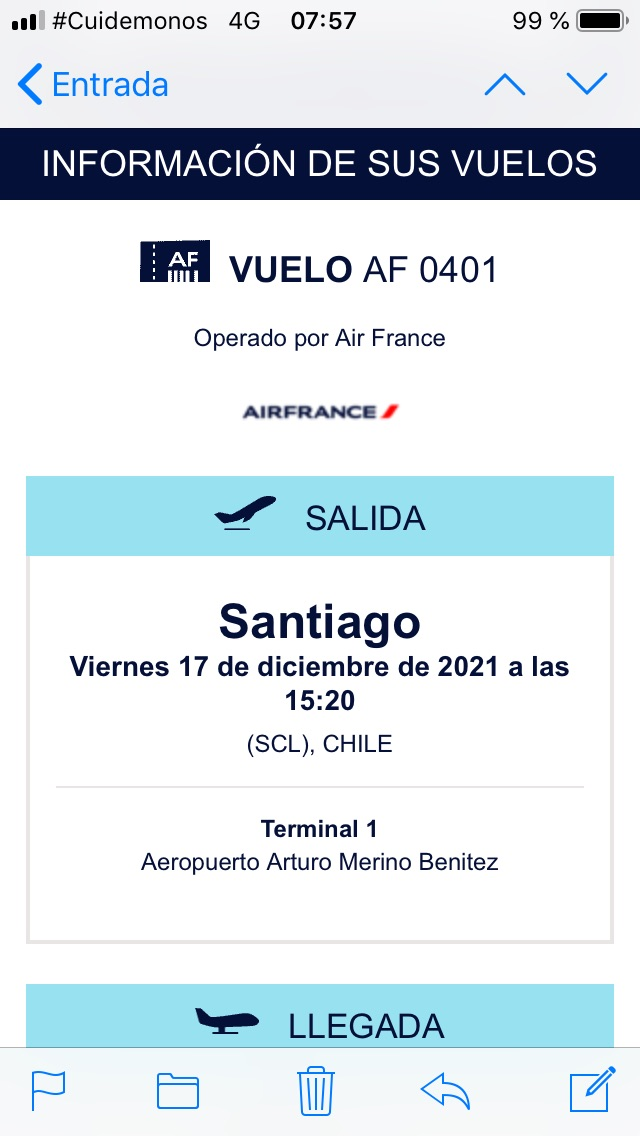 #Cuidemonos 4G 07:57 99 %
Entrada
INFORMACIÓN DE SUS VUELOS
AF VUELO AF 0401
Operado por Air France
AIRFRANCE
SALIDA
Santiago
Viernes 17 de diciembre de 2021 a las
15:20
(SCL), CHILE
Terminal 1
Aeropuerto Arturo Merino Benitez
LLEGADA